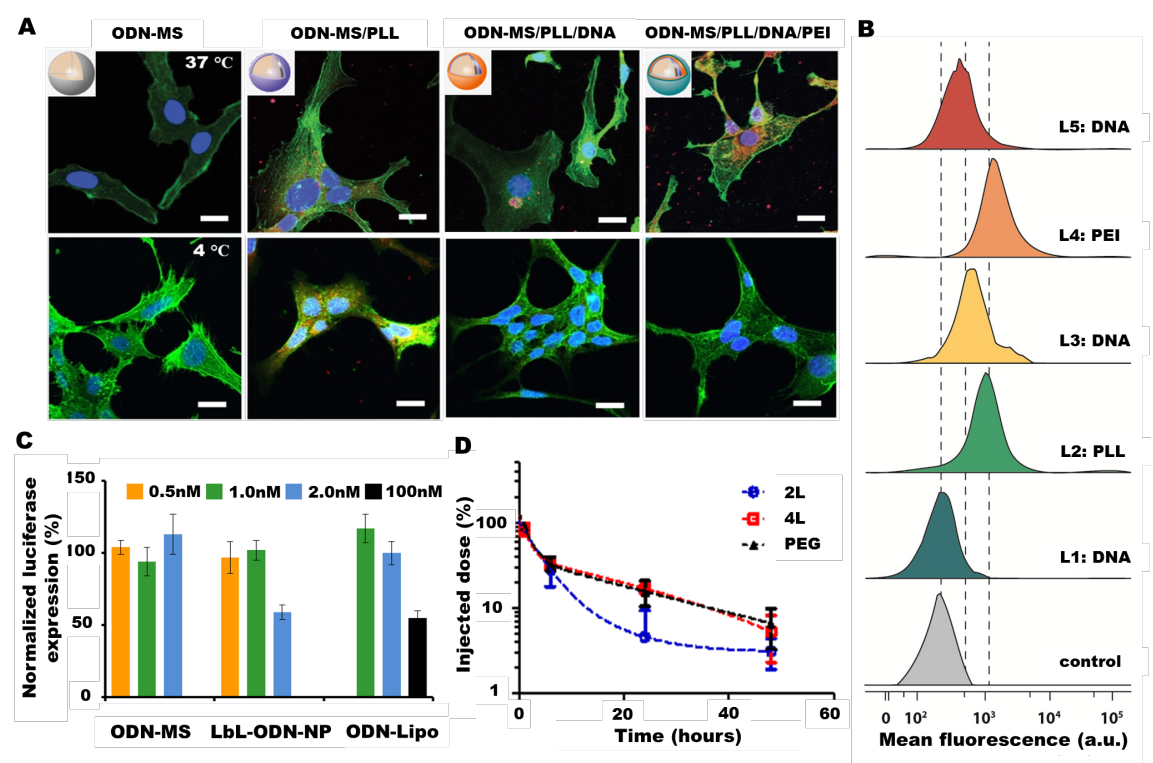 A
ODN-MS
ODN-MS/PLL
ODN-MS/PLL/DNA
ODN-MS/PLL/DNA/PEI
37 °C
4 °C
B
L5: DNA
L4: PEI
L3: DNA
L2: PLL
L1: DNA
control
0 10² 10³ 10⁴ 10⁵
Mean fluorescence (a.u.)
C
Normalized luciferase
expression (%)
150
100
50
0
0.5nM 1.0nM 2.0nM 100nM
ODN-MS LbL-ODN-NP ODN-Lipo
D
Injected dose (%)
100
10
1
2L
4L
PEG
0 20 40 60
Time (hours)